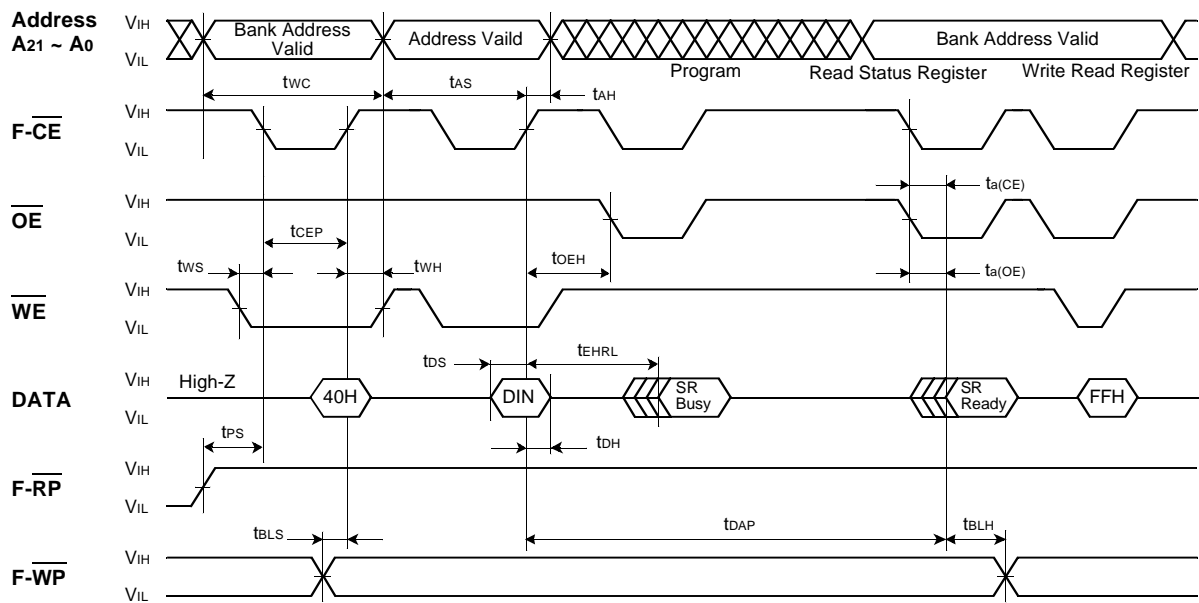 Address
A21 ~ A0
VIH
VIL
Bank Address
Valid
Address Vaild
Bank Address Valid
Program
Read Status Register
Write Read Register
tWC
tAS
tAH
F-CE
VIH
VIL
ta(CE)
OE
VIH
VIL
tCEP
tWS
tWH
tOEH
ta(OE)
WE
VIH
VIL
tDS
tEHRL
DATA
VIH
VIL
High-Z
40H
DIN
SR
Busy
SR
Ready
FFH
tPS
tDH
F-RP
VIH
VIL
tBLS
tDAP
tBLH
F-WP
VIH
VIL